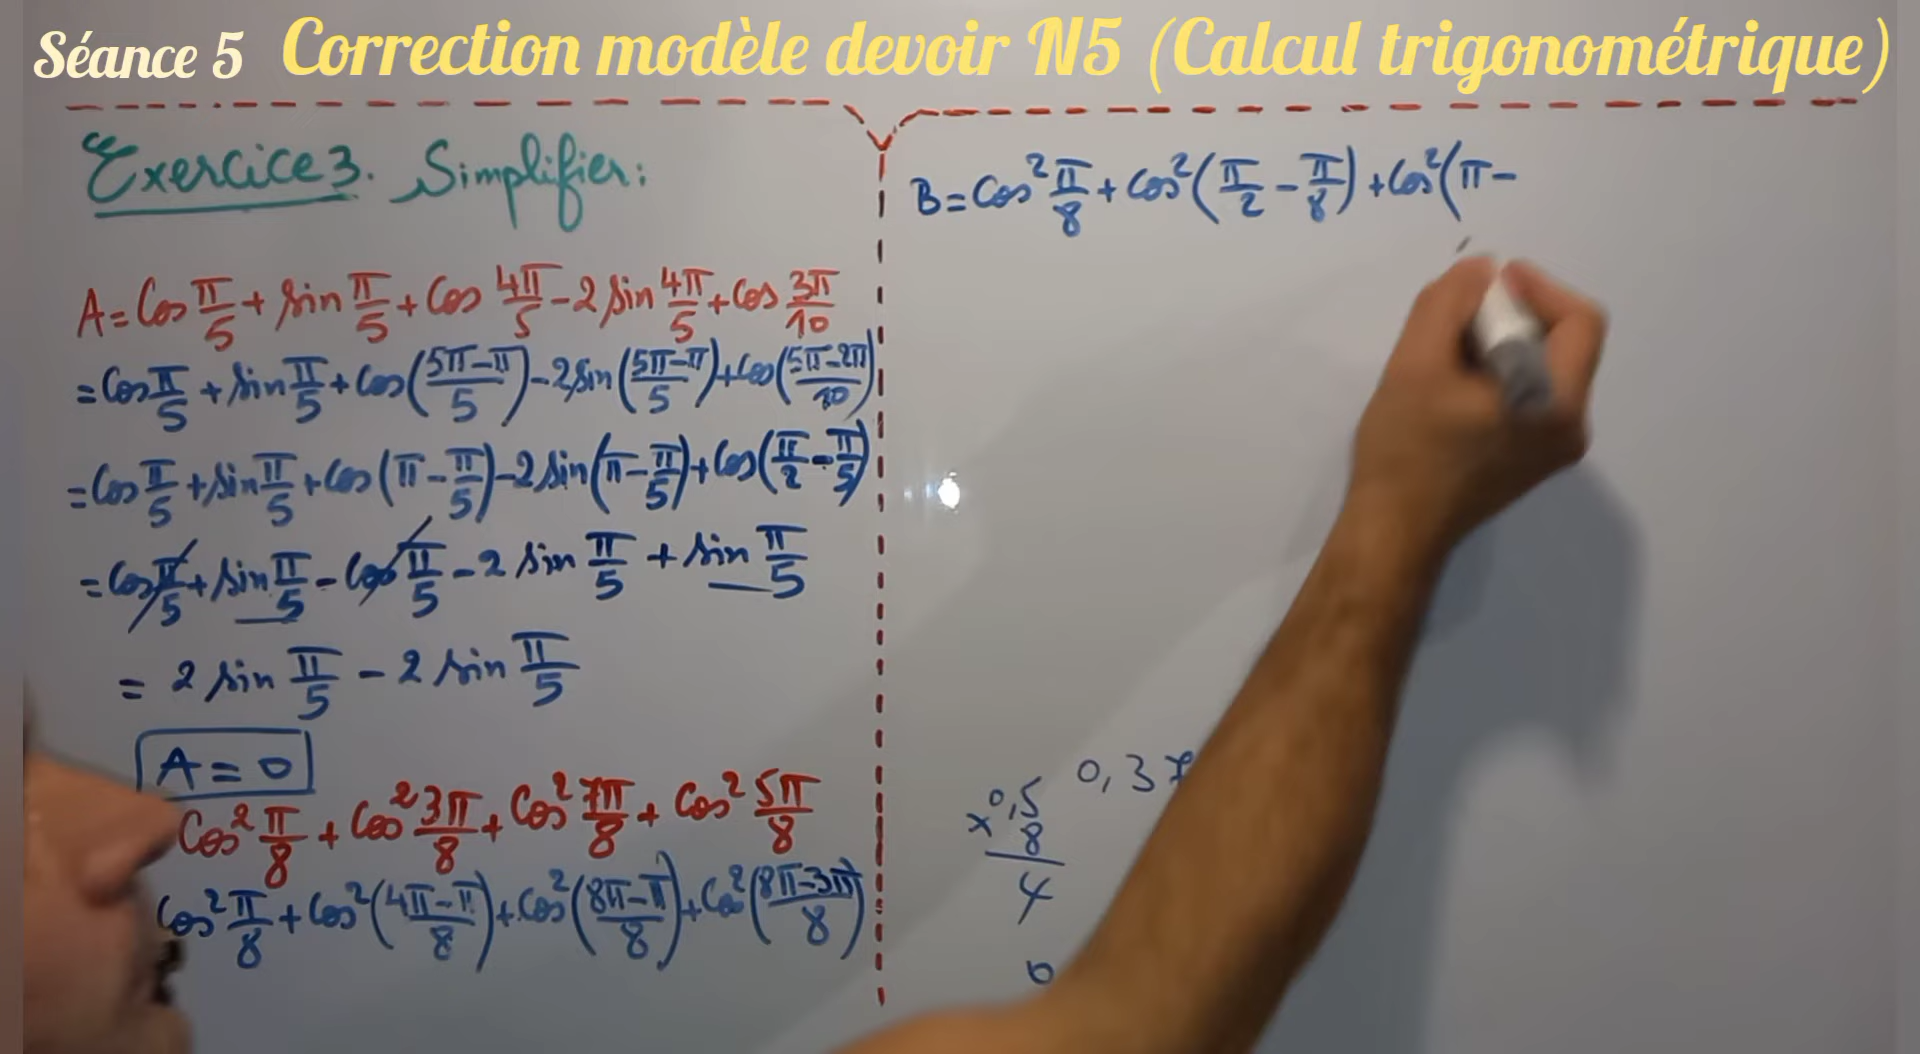 Séance 5 Correction modèle devoir N5 (Calcul trigonométrique)
Exercice 3. Simplifier:
A = cos π/5 + sin π/5 + cos 4π/5 - 2 sin 4π/5 + cos 3π/10
= cos π/5 + sin π/5 + cos((5π-π)/5) - 2 sin((5π-π)/5) + cos((5π-2π)/10)
= cos π/5 + sin π/5 + cos(π - π/5) - 2 sin(π - π/5) + cos(π/2 - π/5)
= cos π/5 + sin π/5 - cos π/5 - 2 sin π/5 + sin π/5
= 2 sin π/5 - 2 sin π/5
A = 0
cos² π/8 + cos² 3π/8 + cos² 7π/8 + cos² 5π/8
cos² π/8 + cos²((4π-π)/8) + cos²((8π-π)/8) + cos²((8π-3π)/8)
B = cos² π/8 + cos²(π/2 - π/8) + cos²(π -
0,37
0,5
× 8
4